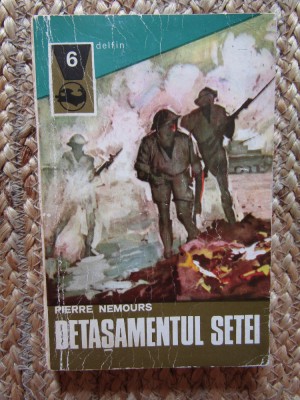 delfin
6
PIERRE NEMOURS
DETAȘAMENTUL SETEI